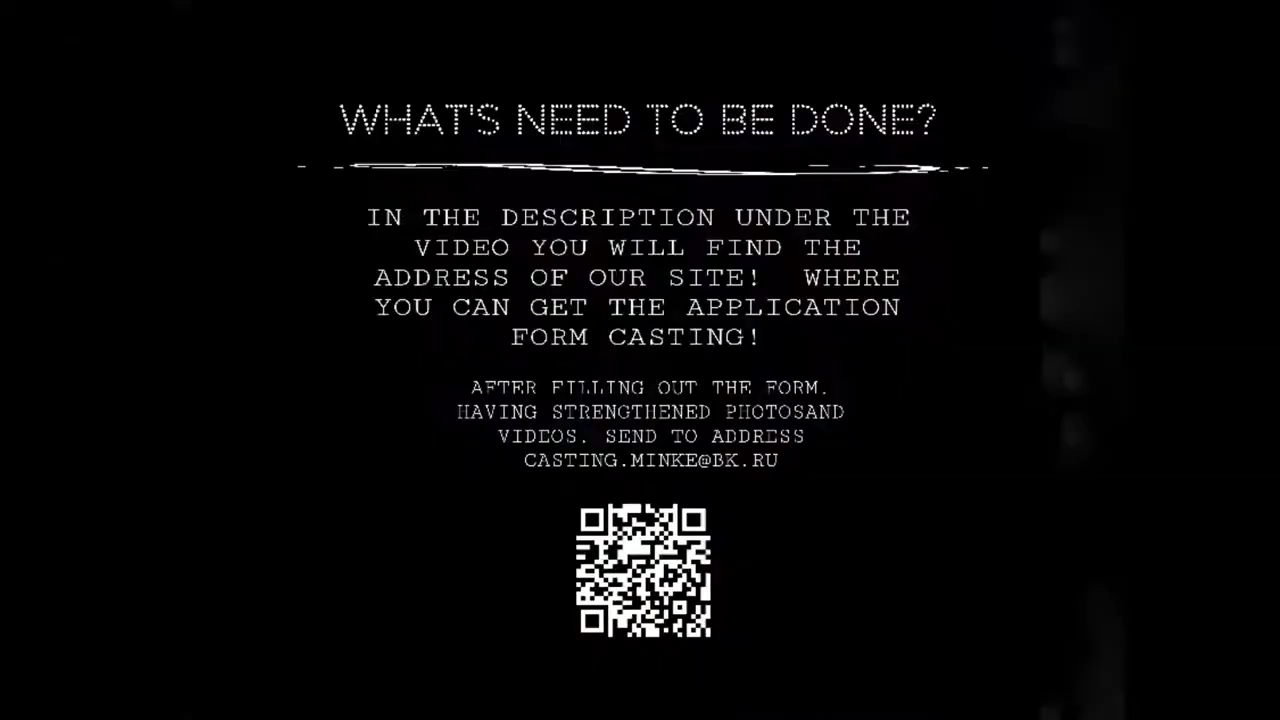 WHAT'S NEED TO BE DONE?
IN THE DESCRIPTION UNDER THE
VIDEO YOU WILL FIND THE
ADDRESS OF OUR SITE! WHERE
YOU CAN GET THE APPLICATION
FORM CASTING!
AFTER FILLING OUT THE FORM.
HAVING STRENGTHENED PHOTOSAND
VIDEOS. SEND TO ADDRESS
CASTING.MINKE@BK.RU